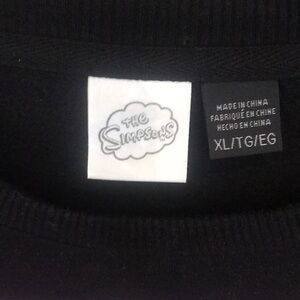 THE
SIMPSONS
MADE IN CHINA
FABRIQUÉ EN CHINE
HECHO EN CHINA
XL/TG/EG